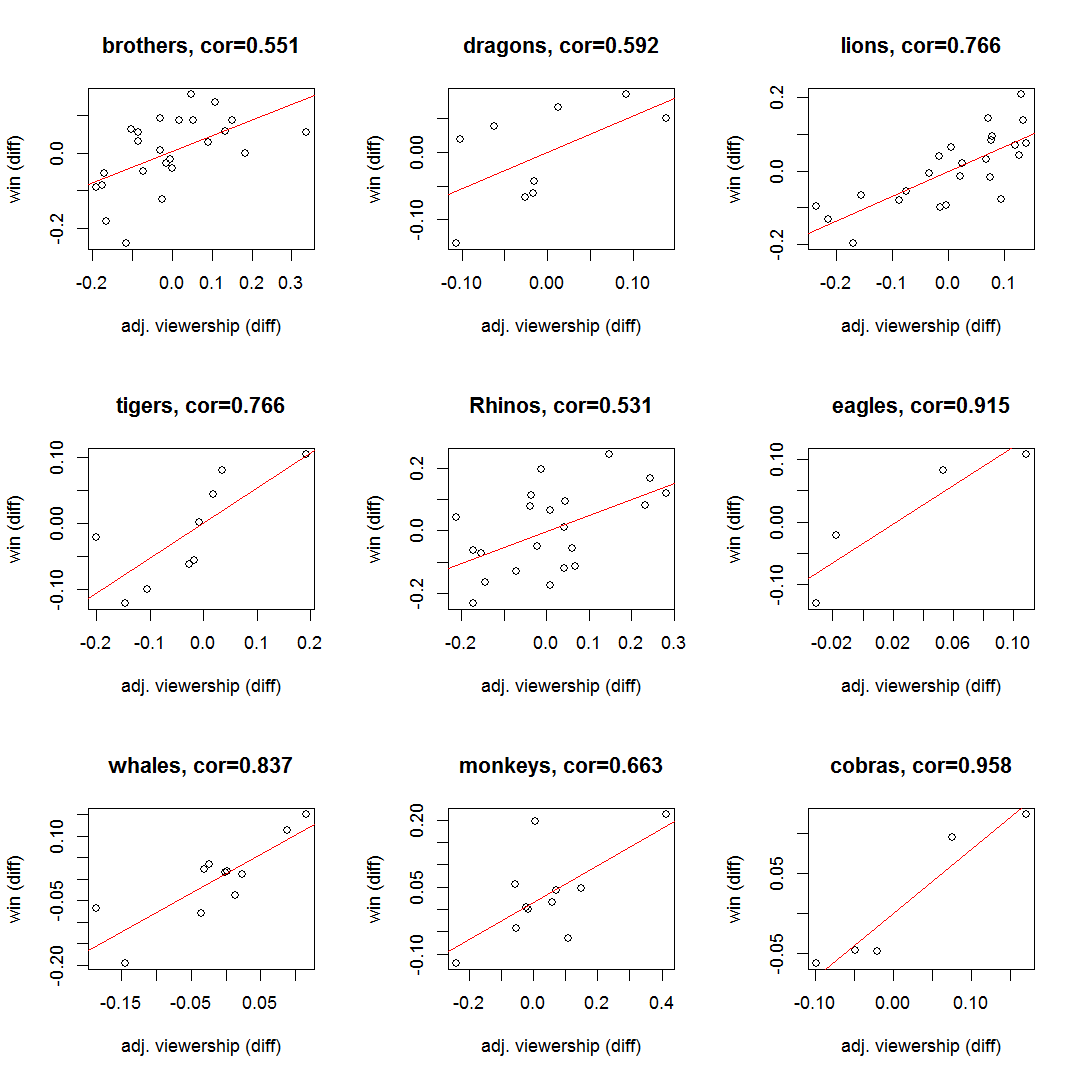 brothers, cor=0.551
win (diff)
0.0
-0.2
-0.2 0.0 0.1 0.2 0.3
adj. viewership (diff)
dragons, cor=0.592
win (diff)
0.00
-0.10
-0.10 0.00 0.10
adj. viewership (diff)
lions, cor=0.766
win (diff)
0.2
0.0
-0.2
-0.2 0.0 0.1
adj. viewership (diff)
tigers, cor=0.766
win (diff)
0.10
0.00
-0.10
-0.2 -0.1 0.0 0.1 0.2
adj. viewership (diff)
Rhinos, cor=0.531
win (diff)
0.2
0.0
-0.2
-0.2 0.0 0.1 0.2 0.3
adj. viewership (diff)
eagles, cor=0.915
win (diff)
0.10
0.00
-0.10
-0.02 0.02 0.06 0.10
adj. viewership (diff)
whales, cor=0.837
win (diff)
0.10
-0.05
-0.20
-0.15 -0.05 0.05
adj. viewership (diff)
monkeys, cor=0.663
win (diff)
0.20
0.05
-0.10
-0.2 0.0 0.2 0.4
adj. viewership (diff)
cobras, cor=0.958
win (diff)
0.05
-0.05
-0.10 0.00 0.10
adj. viewership (diff)